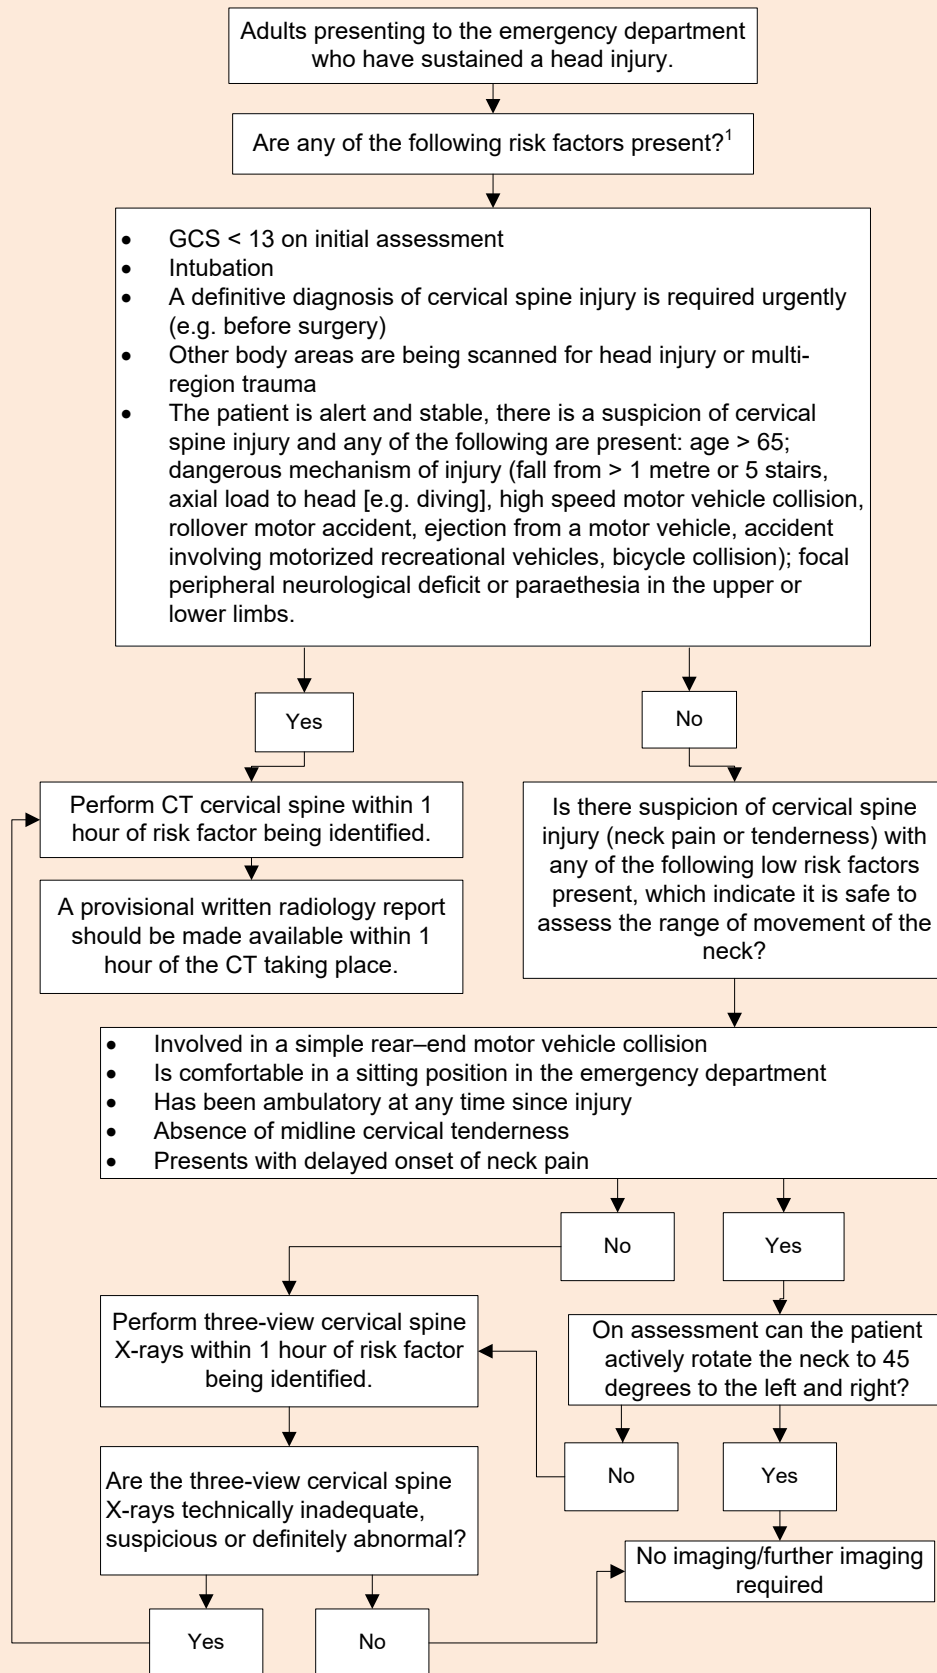 Adults presenting to the emergency department
who have sustained a head injury.
Are any of the following risk factors present?1
• GCS < 13 on initial assessment
• Intubation
• A definitive diagnosis of cervical spine injury is required urgently
(e.g. before surgery)
• Other body areas are being scanned for head injury or multi-
region trauma
• The patient is alert and stable, there is a suspicion of cervical
spine injury and any of the following are present: age > 65;
dangerous mechanism of injury (fall from > 1 metre or 5 stairs,
axial load to head [e.g. diving], high speed motor vehicle collision,
rollover motor accident, ejection from a motor vehicle, accident
involving motorized recreational vehicles, bicycle collision); focal
peripheral neurological deficit or paraethesia in the upper or
lower limbs.
Yes
No
Perform CT cervical spine within 1
hour of risk factor being identified.
A provisional written radiology report
should be made available within 1
hour of the CT taking place.
Is there suspicion of cervical spine
injury (neck pain or tenderness) with
any of the following low risk factors
present, which indicate it is safe to
assess the range of movement of the
neck?
• Involved in a simple rear–end motor vehicle collision
• Is comfortable in a sitting position in the emergency department
• Has been ambulatory at any time since injury
• Absence of midline cervical tenderness
• Presents with delayed onset of neck pain
No
Yes
Perform three-view cervical spine
X-rays within 1 hour of risk factor
being identified.
On assessment can the patient
actively rotate the neck to 45
degrees to the left and right?
No
Yes
Are the three-view cervical spine
X-rays technically inadequate,
suspicious or definitely abnormal?
No imaging/further imaging
required
Yes
No